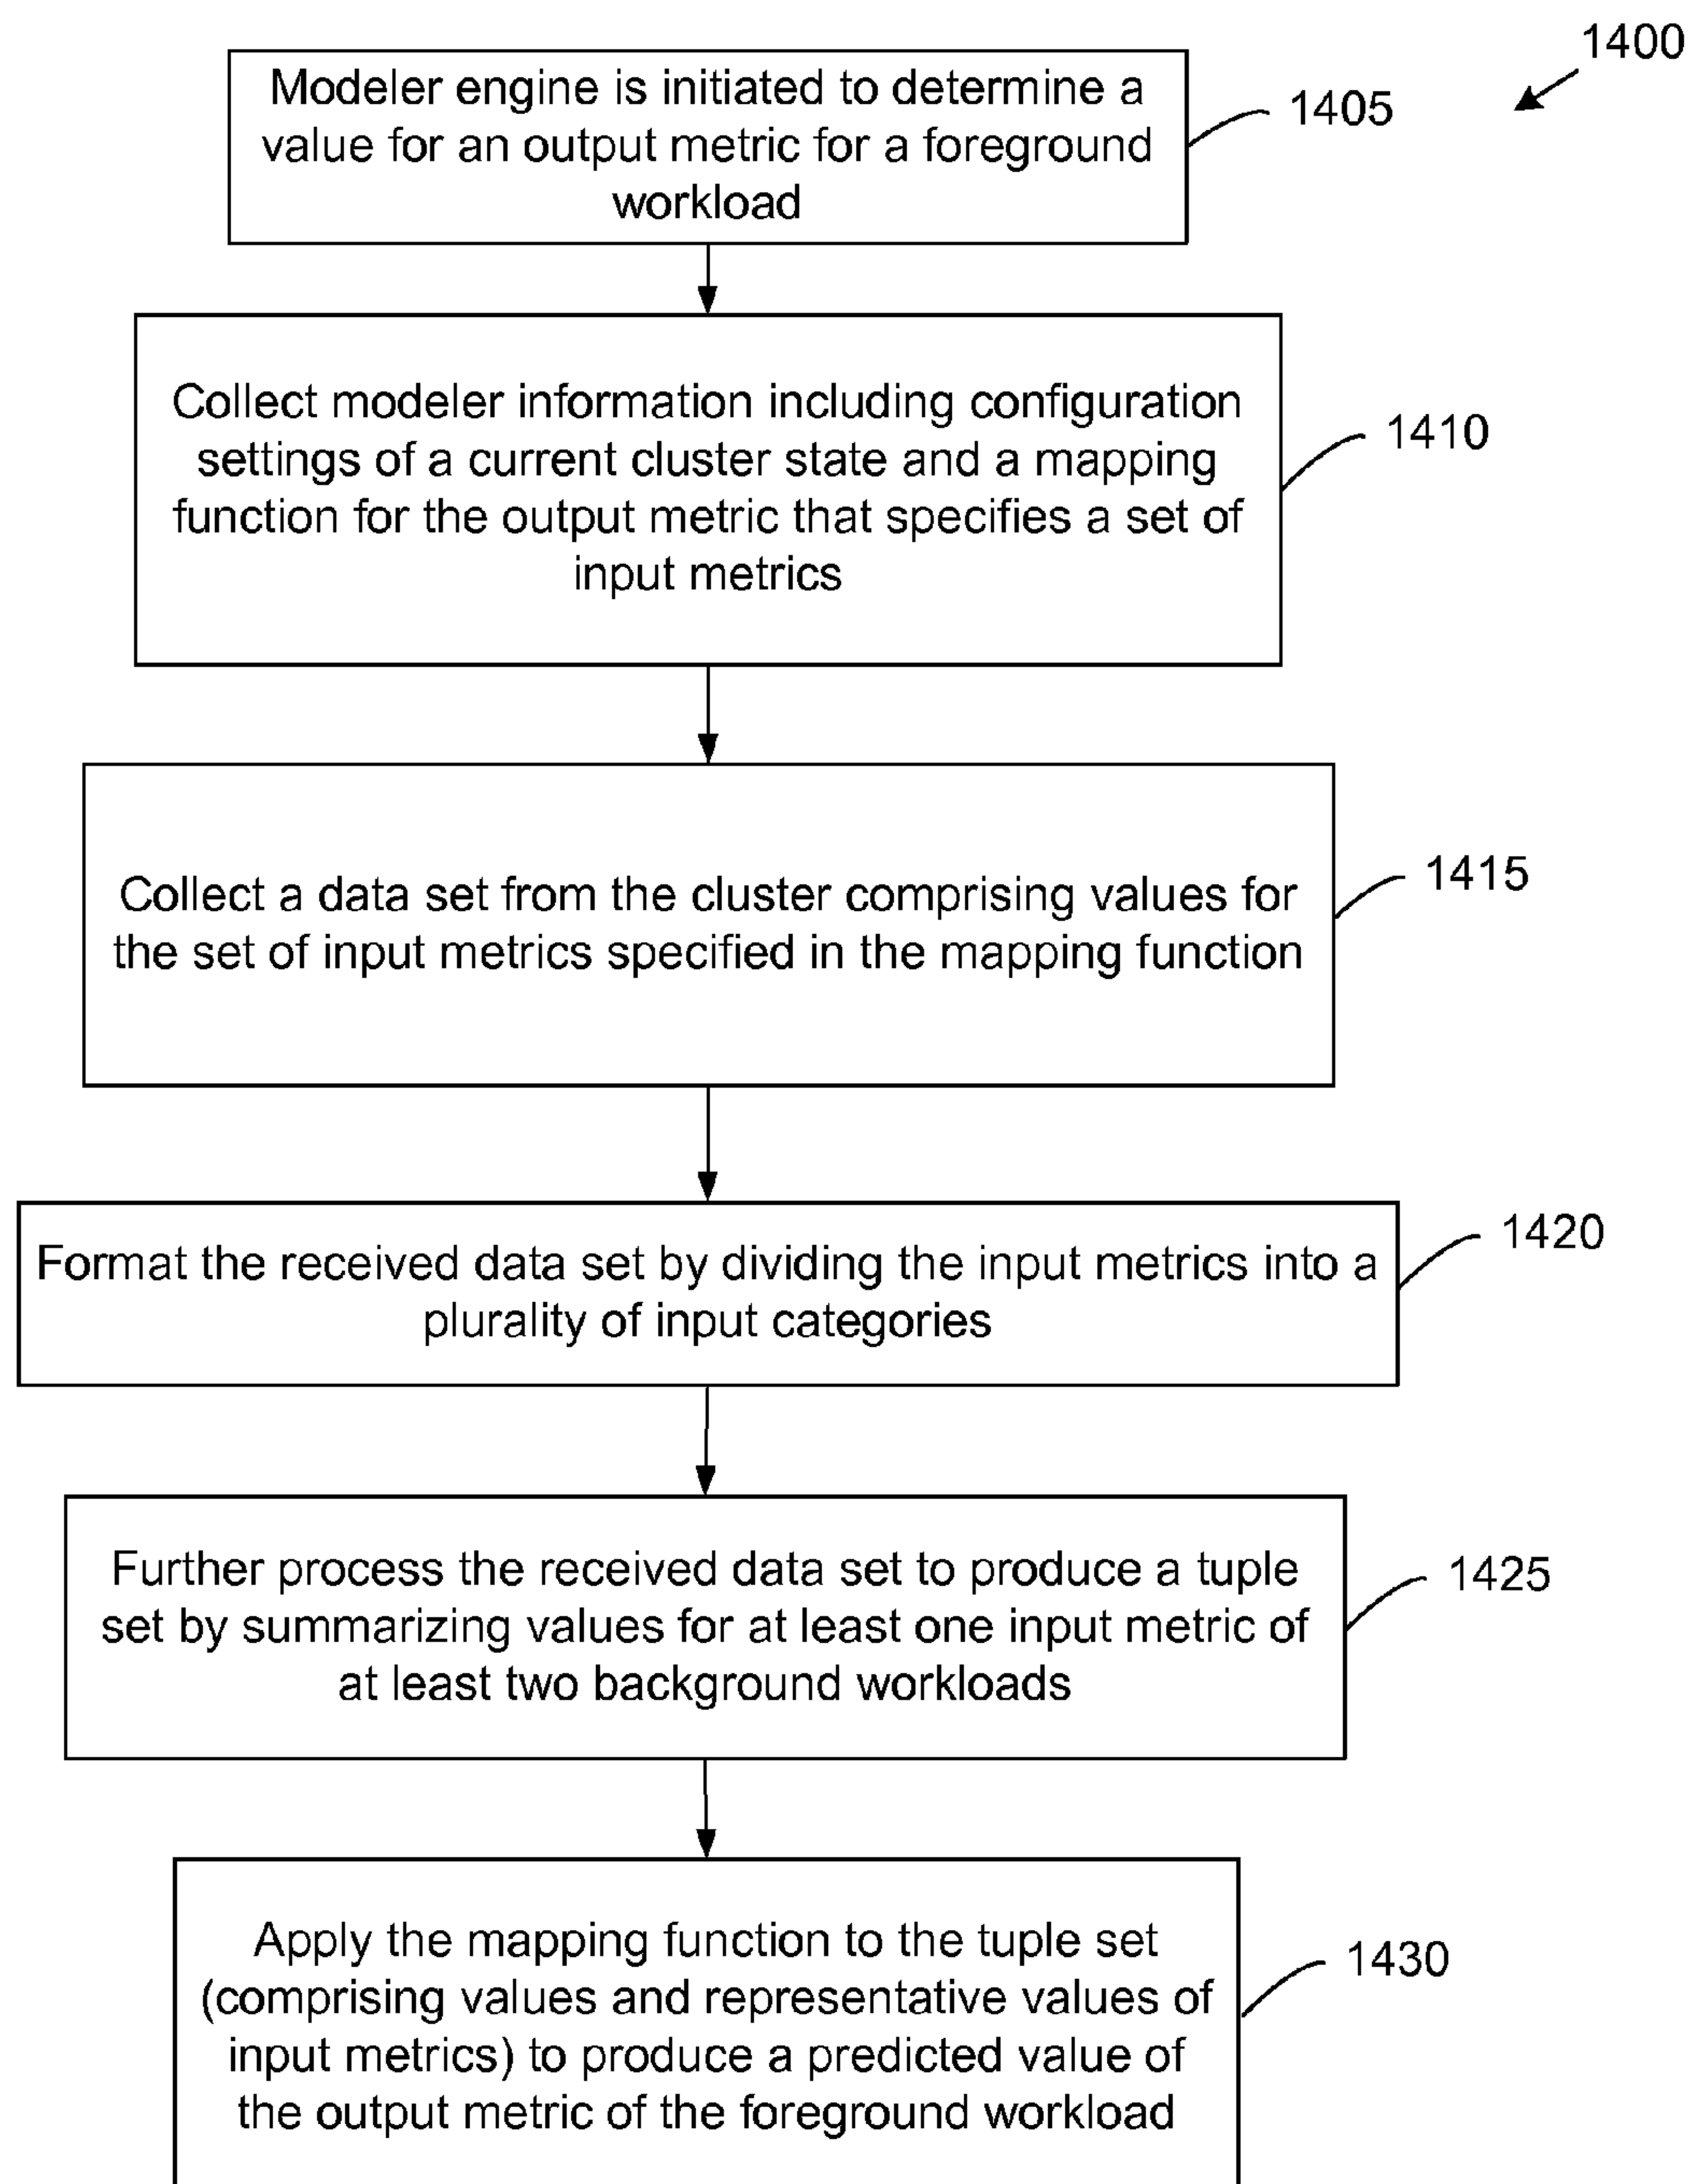 1400
Modeler engine is initiated to determine a
value for an output metric for a foreground
workload
1405
Collect modeler information including configuration
settings of a current cluster state and a mapping
function for the output metric that specifies a set of
input metrics
1410
Collect a data set from the cluster comprising values for
the set of input metrics specified in the mapping function
1415
Format the received data set by dividing the input metrics into a
plurality of input categories
1420
Further process the received data set to produce a tuple
set by summarizing values for at least one input metric of
at least two background workloads
1425
Apply the mapping function to the tuple set
(comprising values and representative values of
input metrics) to produce a predicted value of
the output metric of the foreground workload
1430